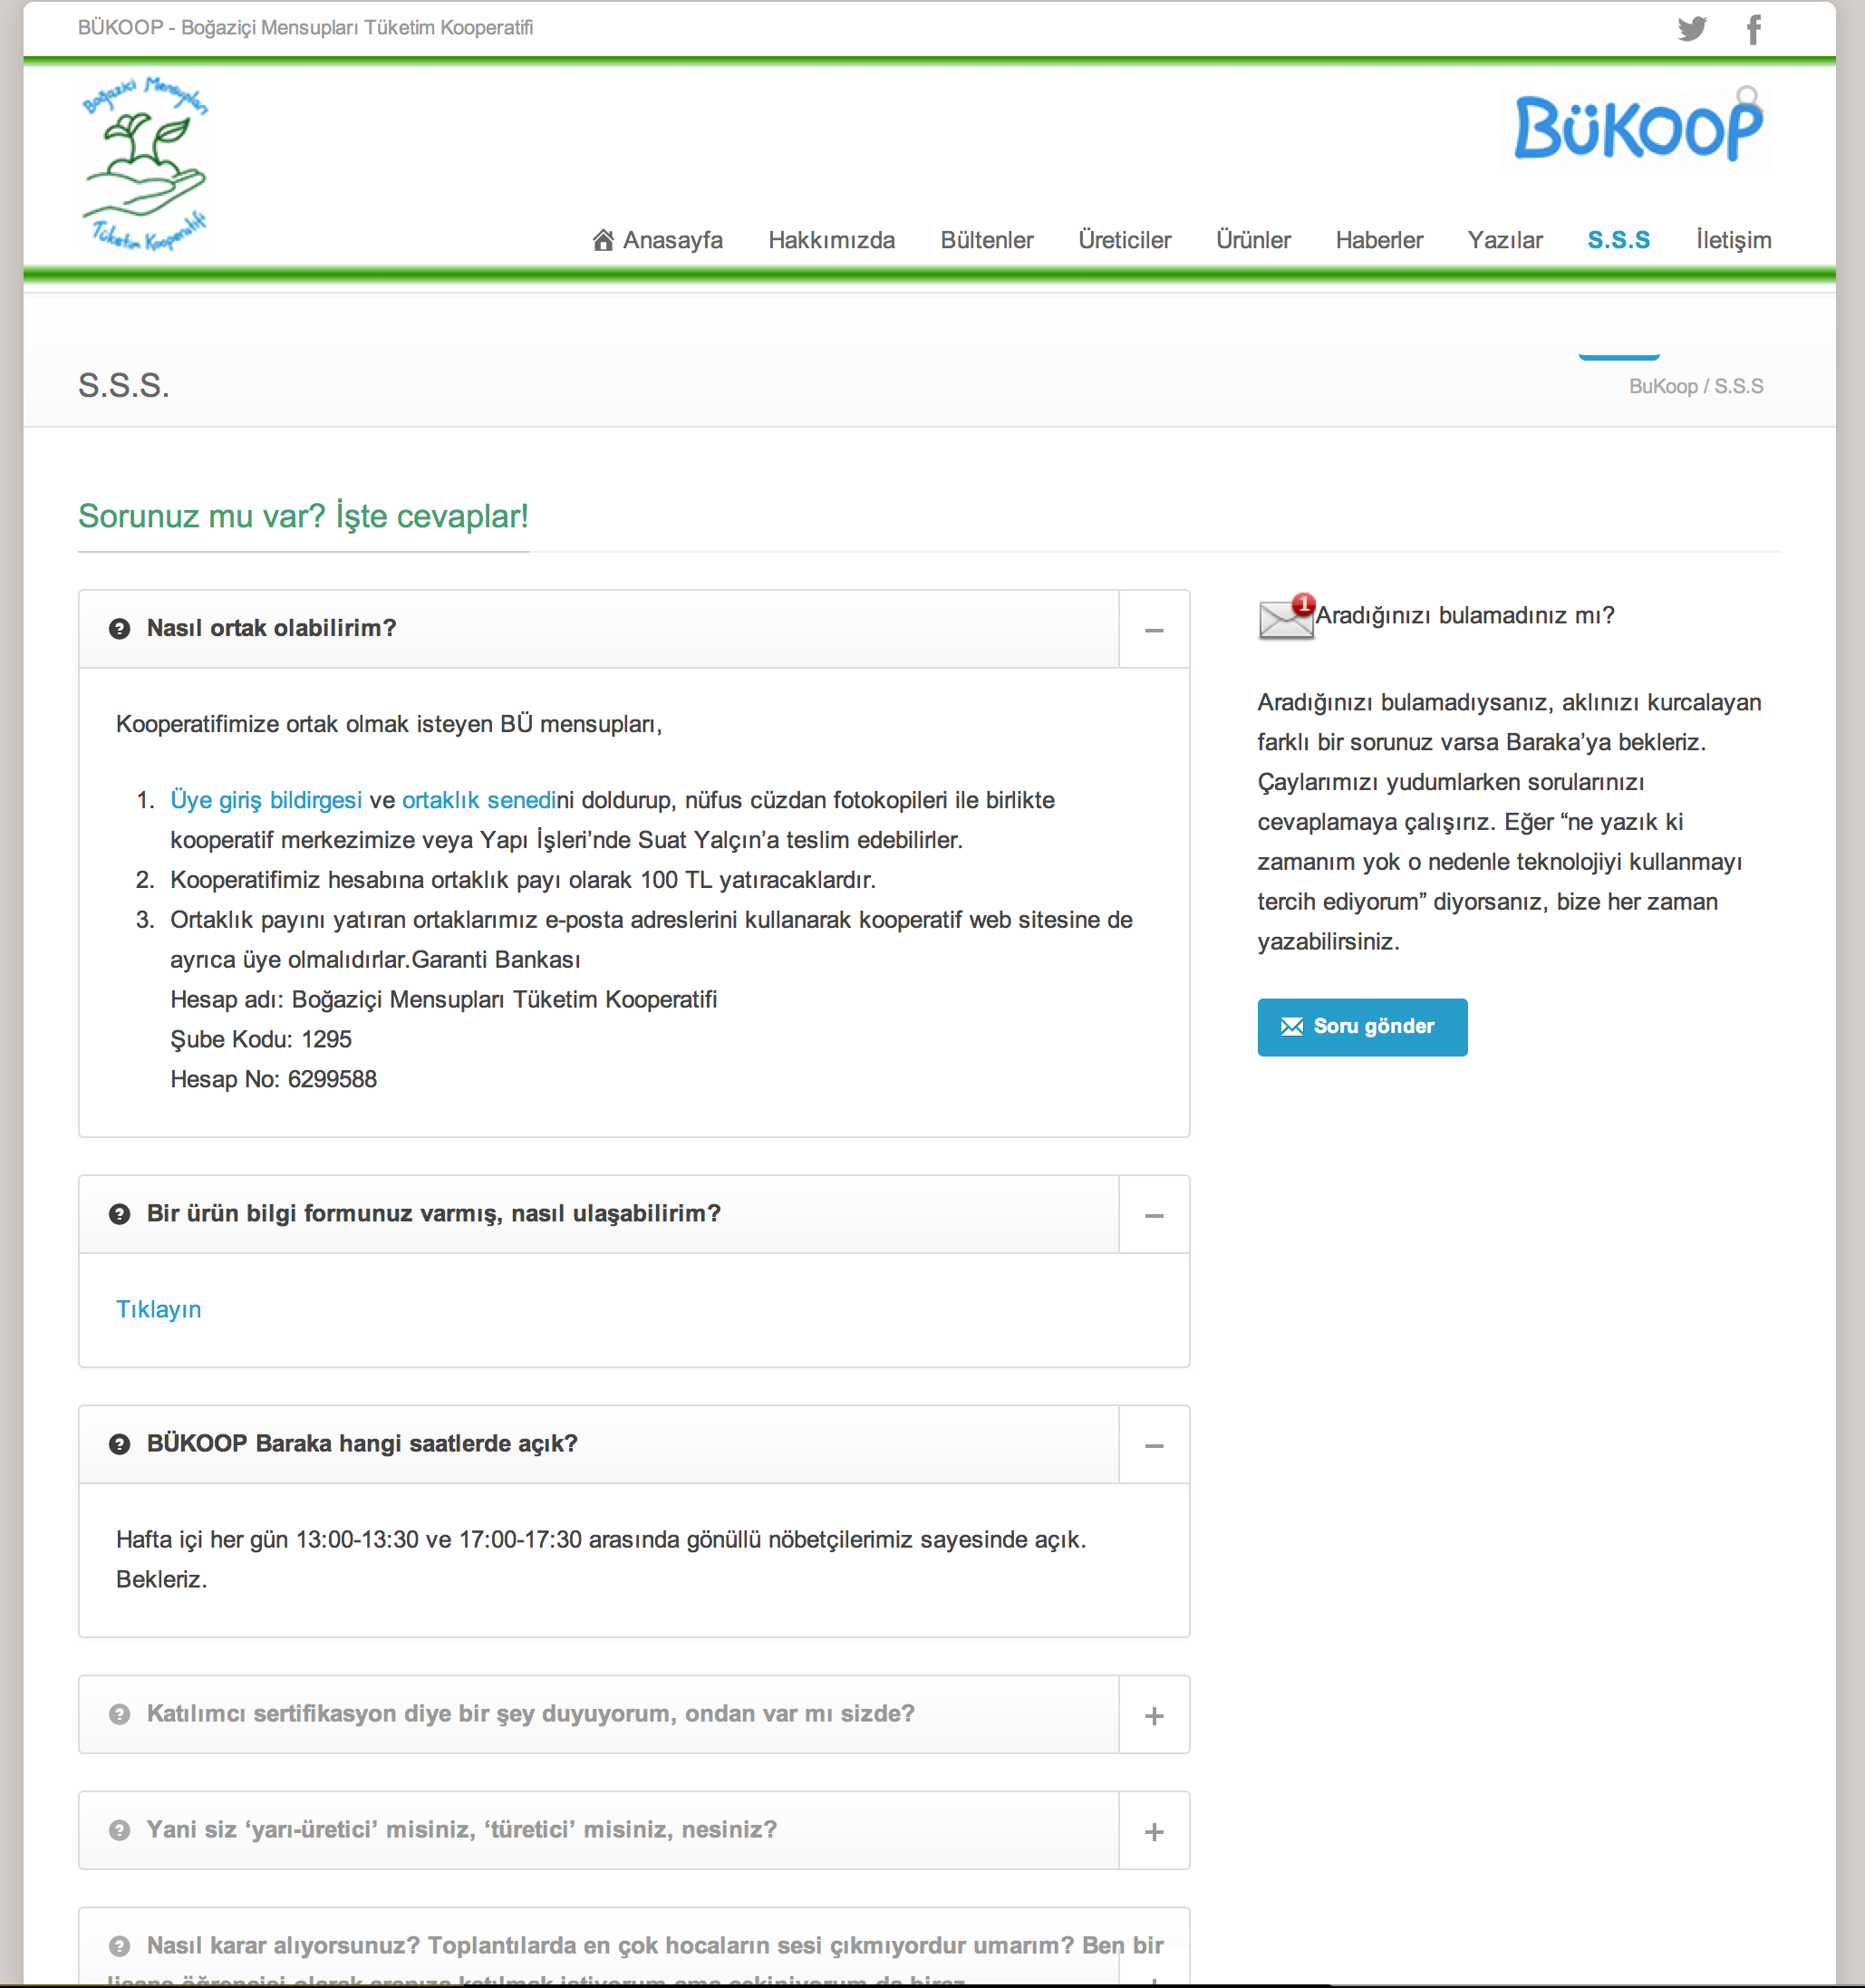 BÜKOOP - Boğaziçi Mensupları Tüketim Kooperatifi
Boğaziçi Mensupları
Tüketim Kooperatifi
BÜKOOP
Anasayfa Hakkımızda Bültenler Üreticiler Ürünler Haberler Yazılar S.S.S İletişim
S.S.S.
BuKoop / S.S.S
Sorunuz mu var? İşte cevaplar!
Nasıl ortak olabilirim?
Kooperatifimize ortak olmak isteyen BÜ mensupları,
1. Üye giriş bildirgesi ve ortaklık senedini doldurup, nüfus cüzdan fotokopileri ile birlikte
kooperatif merkezimize veya Yapı İşleri’nde Suat Yalçın’a teslim edebilirler.
2. Kooperatifimiz hesabına ortaklık payı olarak 100 TL yatıracaklardır.
3. Ortaklık payını yatıran ortaklarımız e-posta adreslerini kullanarak kooperatif web sitesine de
ayrıca üye olmalıdırlar.Garanti Bankası
Hesap adı: Boğaziçi Mensupları Tüketim Kooperatifi
Şube Kodu: 1295
Hesap No: 6299588
Bir ürün bilgi formunuz varmış, nasıl ulaşabilirim?
Tıklayın
BÜKOOP Baraka hangi saatlerde açık?
Hafta içi her gün 13:00-13:30 ve 17:00-17:30 arasında gönüllü nöbetçilerimiz sayesinde açık.
Bekleriz.
Katılımcı sertifikasyon diye bir şey duyuyorum, ondan var mı sizde?
Yani siz ‘yarı-üretici’ misiniz, ‘türetici’ misiniz, nesiniz?
Nasıl karar alıyorsunuz? Toplantılarda en çok hocaların sesi çıkmıyordur umarım? Ben bir
lisans öğrencisi olarak aranıza katılmak istiyorum ama çekiniyorum da biraz
1
Aradığınızı bulamadınız mı?
Aradığınızı bulamadıysanız, aklınızı kurcalayan
farklı bir sorunuz varsa Baraka’ya bekleriz.
Çaylarımızı yudumlarken sorularınızı
cevaplamaya çalışırız. Eğer “ne yazık ki
zamanım yok o nedenle teknolojiyi kullanmayı
tercih ediyorum” diyorsanız, bize her zaman
yazabilirsiniz.
Soru gönder